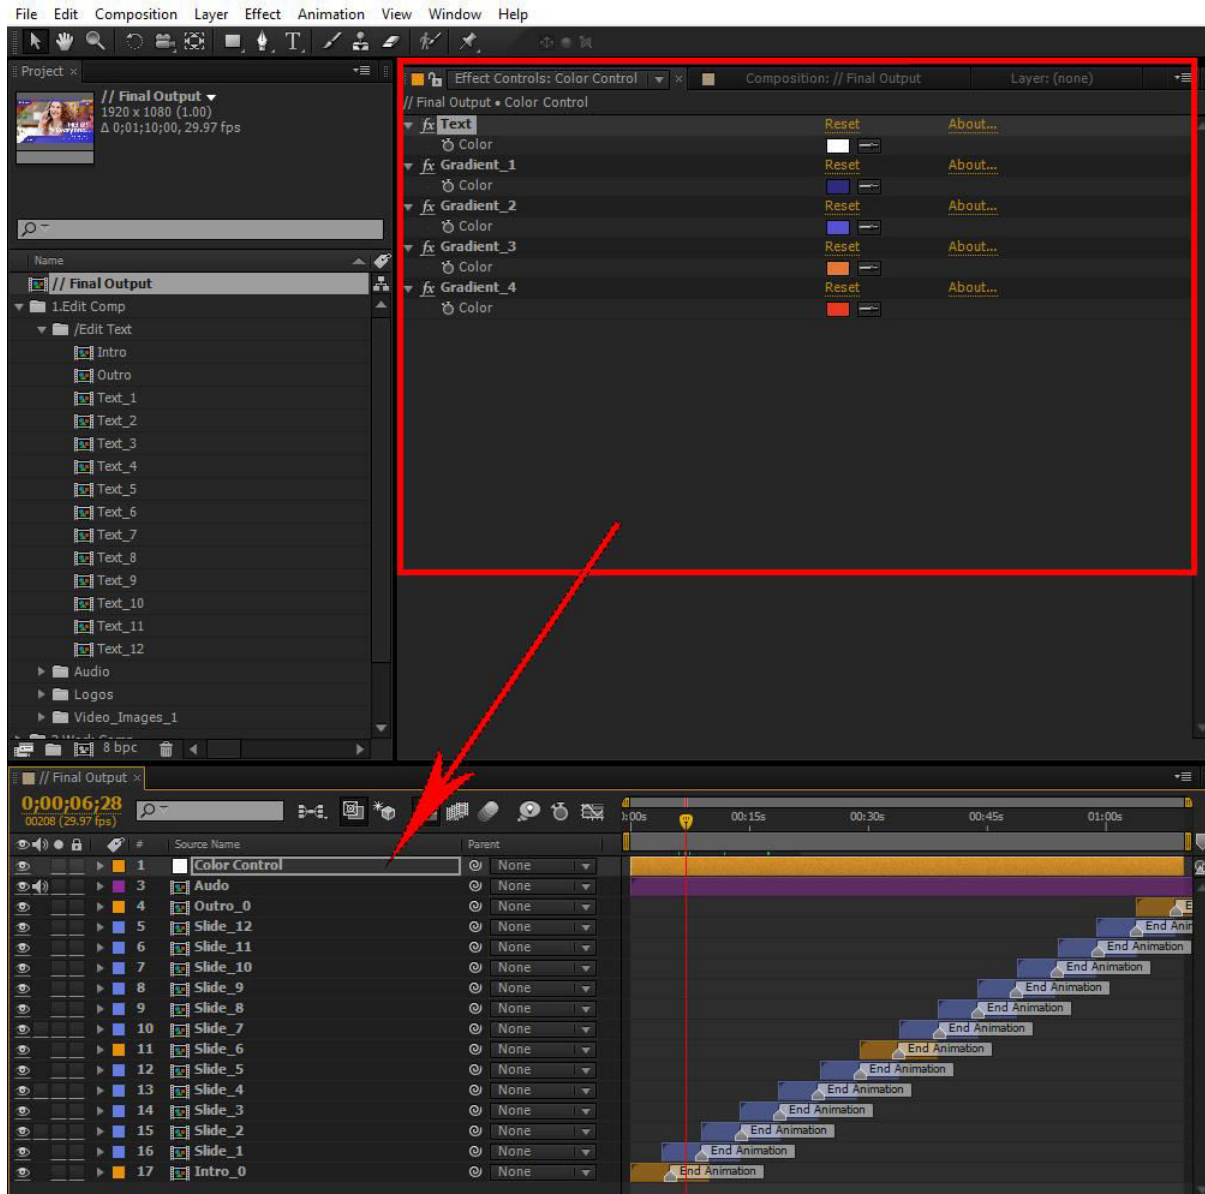 File Edit Composition Layer Effect Animation View Window Help
Project ×
// Final Output
1920 x 1080 (1.00)
Δ 0;01;10;00, 29.97 fps
Name
// Final Output
1.Edit Comp
/Edit Text
Intro
Outro
Text_1
Text_2
Text_3
Text_4
Text_5
Text_6
Text_7
Text_8
Text_9
Text_10
Text_11
Text_12
Audio
Logos
Video_Images_1
8 bpc
Effect Controls: Color Control × Composition: // Final Output Layer: (none)
// Final Output • Color Control
fx Text Reset About...
Color
fx Gradient_1 Reset About...
Color
fx Gradient_2 Reset About...
Color
fx Gradient_3 Reset About...
Color
fx Gradient_4 Reset About...
Color
// Final Output ×
0;00;06;28
00208 (29.97 fps)
00:15s 00:30s 00:45s 01:00s
# Source Name Parent
1 Color Control None
3 Audo None
4 Outro_0 None
5 Slide_12 None End Anir
6 Slide_11 None End Animation
7 Slide_10 None End Animation
8 Slide_9 None End Animation
9 Slide_8 None End Animation
10 Slide_7 None End Animation
11 Slide_6 None End Animation
12 Slide_5 None End Animation
13 Slide_4 None End Animation
14 Slide_3 None End Animation
15 Slide_2 None End Animation
16 Slide_1 None End Animation
17 Intro_0 None End Animation